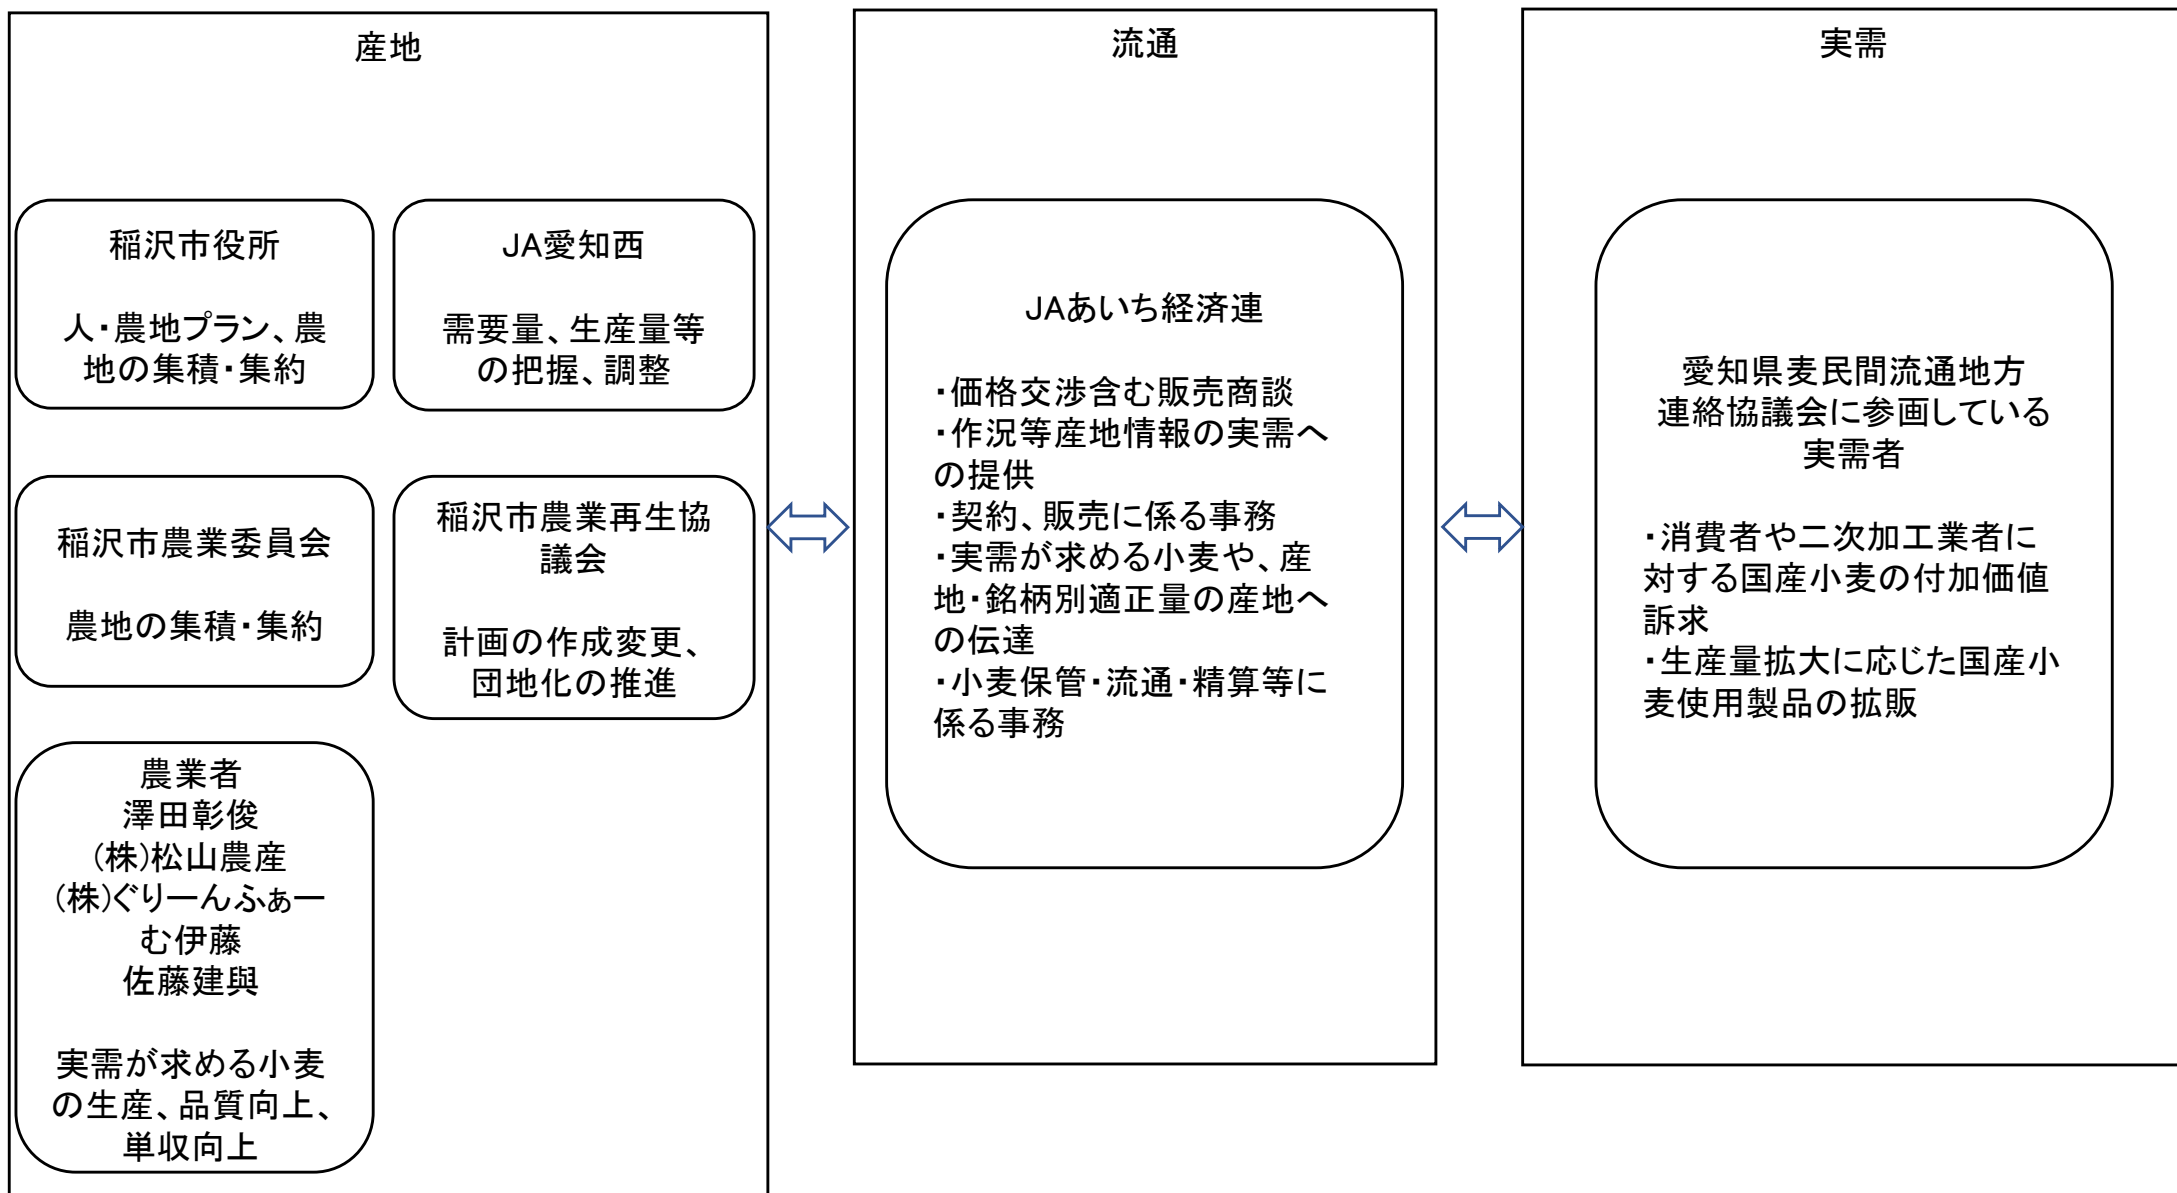 産地
稲沢市役所
人・農地プラン、農
地の集積・集約
JA愛知西
需要量、生産量等
の把握、調整
稲沢市農業委員会
農地の集積・集約
稲沢市農業再生協
議会
計画の作成変更、
団地化の推進
農業者
澤田彰俊
(株)松山農産
(株)ぐりーんふぁー
む伊藤
佐藤建與
実需が求める小麦
の生産、品質向上、
単収向上
流通
JAあいち経済連
・価格交渉含む販売商談
・作況等産地情報の実需へ
の提供
・契約、販売に係る事務
・実需が求める小麦や、産
地・銘柄別適正量の産地へ
の伝達
・小麦保管・流通・精算等に
係る事務
実需
愛知県麦民間流通地方
連絡協議会に参画している
実需者
・消費者や二次加工業者に
対する国産小麦の付加価値
訴求
・生産量拡大に応じた国産小
麦使用製品の拡販